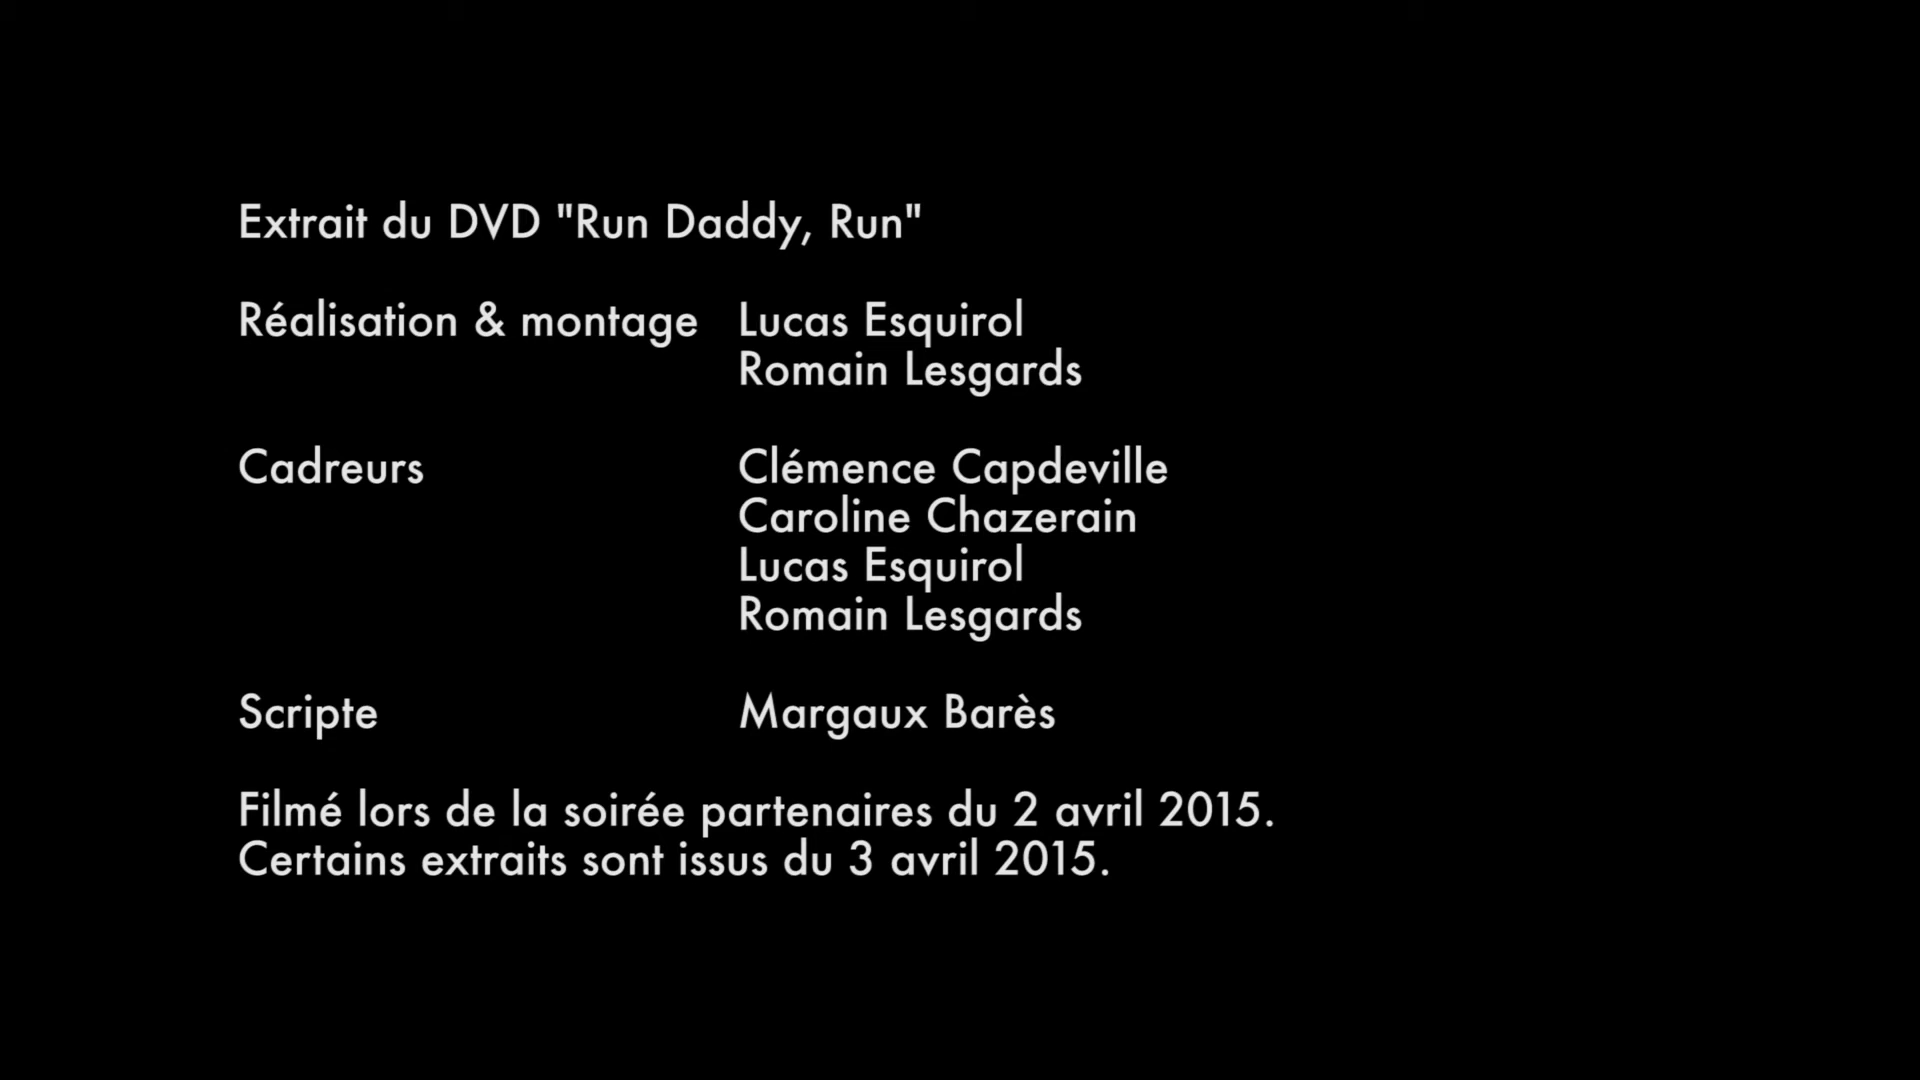 Extrait du DVD "Run Daddy, Run"
Réalisation & montage Lucas Esquirol
Romain Lesgards
Cadreurs Clémence Capdeville
Caroline Chazerain
Lucas Esquirol
Romain Lesgards
Scripte Margaux Barès
Filmé lors de la soirée partenaires du 2 avril 2015.
Certains extraits sont issus du 3 avril 2015.